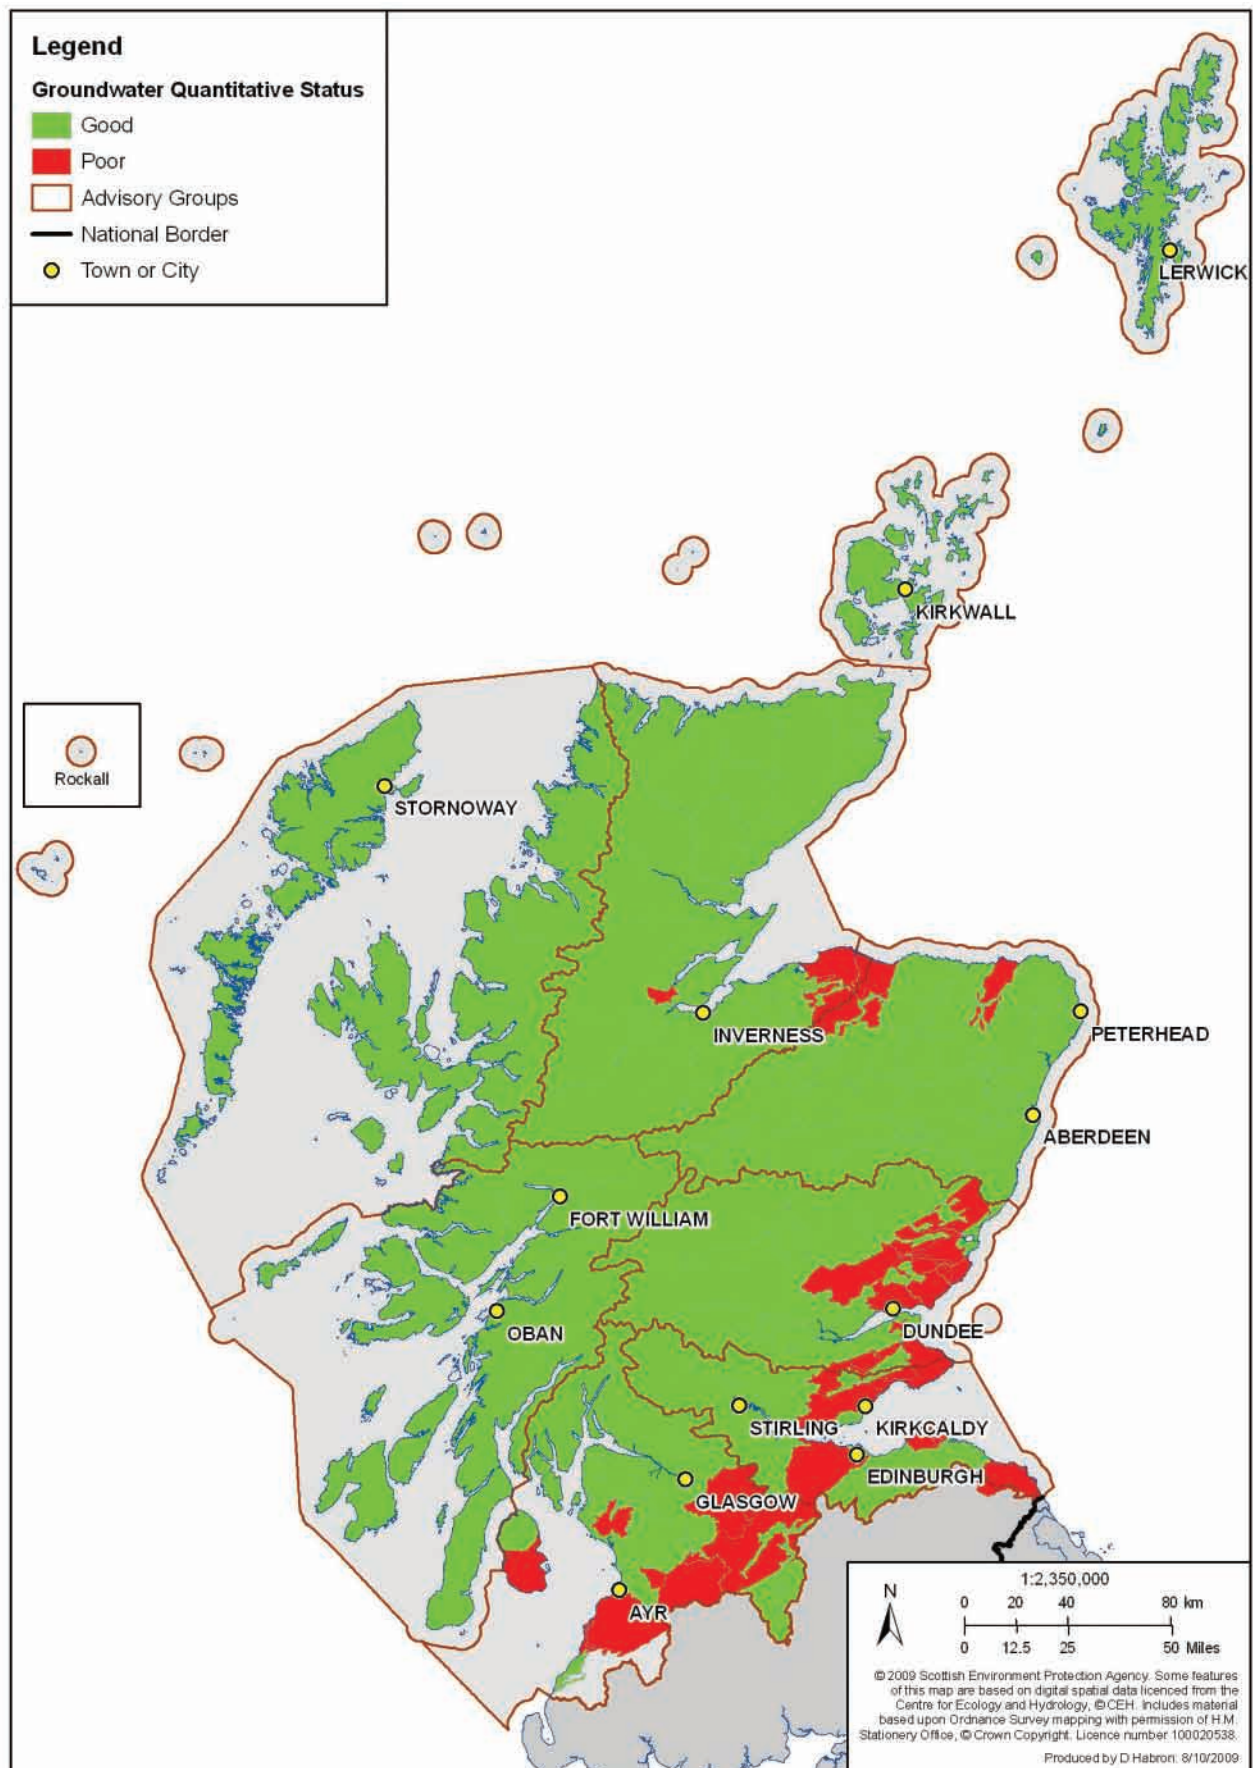 Legend
Groundwater Quantitative Status
Good
Poor
Advisory Groups
National Border
Town or City
LERWICK
KIRKWALL
Rockall
STORNOWAY
INVERNESS
PETERHEAD
ABERDEEN
FORT WILLIAM
OBAN
DUNDEE
STIRLING
KIRKCALDY
EDINBURGH
GLASGOW
AYR
N
1:2,350,000
0 20 40 80 km
0 12.5 25 50 Miles
© 2009 Scottish Environment Protection Agency. Some features
of this map are based on digital spatial data licenced from the
Centre for Ecology and Hydrology, © CEH. Includes material
based upon Ordnance Survey mapping with permission of H.M.
Stationery Office, © Crown Copyright. Licence number 100020538.
Produced by D Habron: 8/10/2009